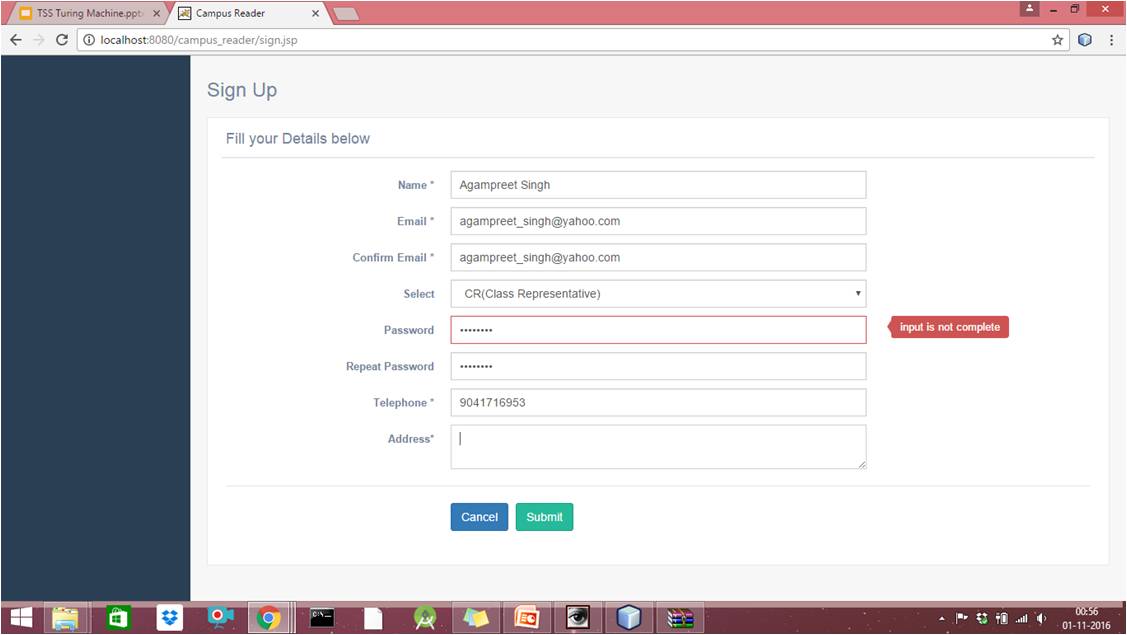 TSS Turing Machine.ppt
Campus Reader
localhost:8080/campus_reader/sign.jsp
Sign Up
Fill your Details below
Name * Agampreet Singh
Email * agampreet_singh@yahoo.com
Confirm Email * agampreet_singh@yahoo.com
Select CR(Class Representative)
Password •••••••• input is not complete
Repeat Password ••••••••
Telephone * 9041716953
Address*
Cancel Submit
00:56
01-11-2016